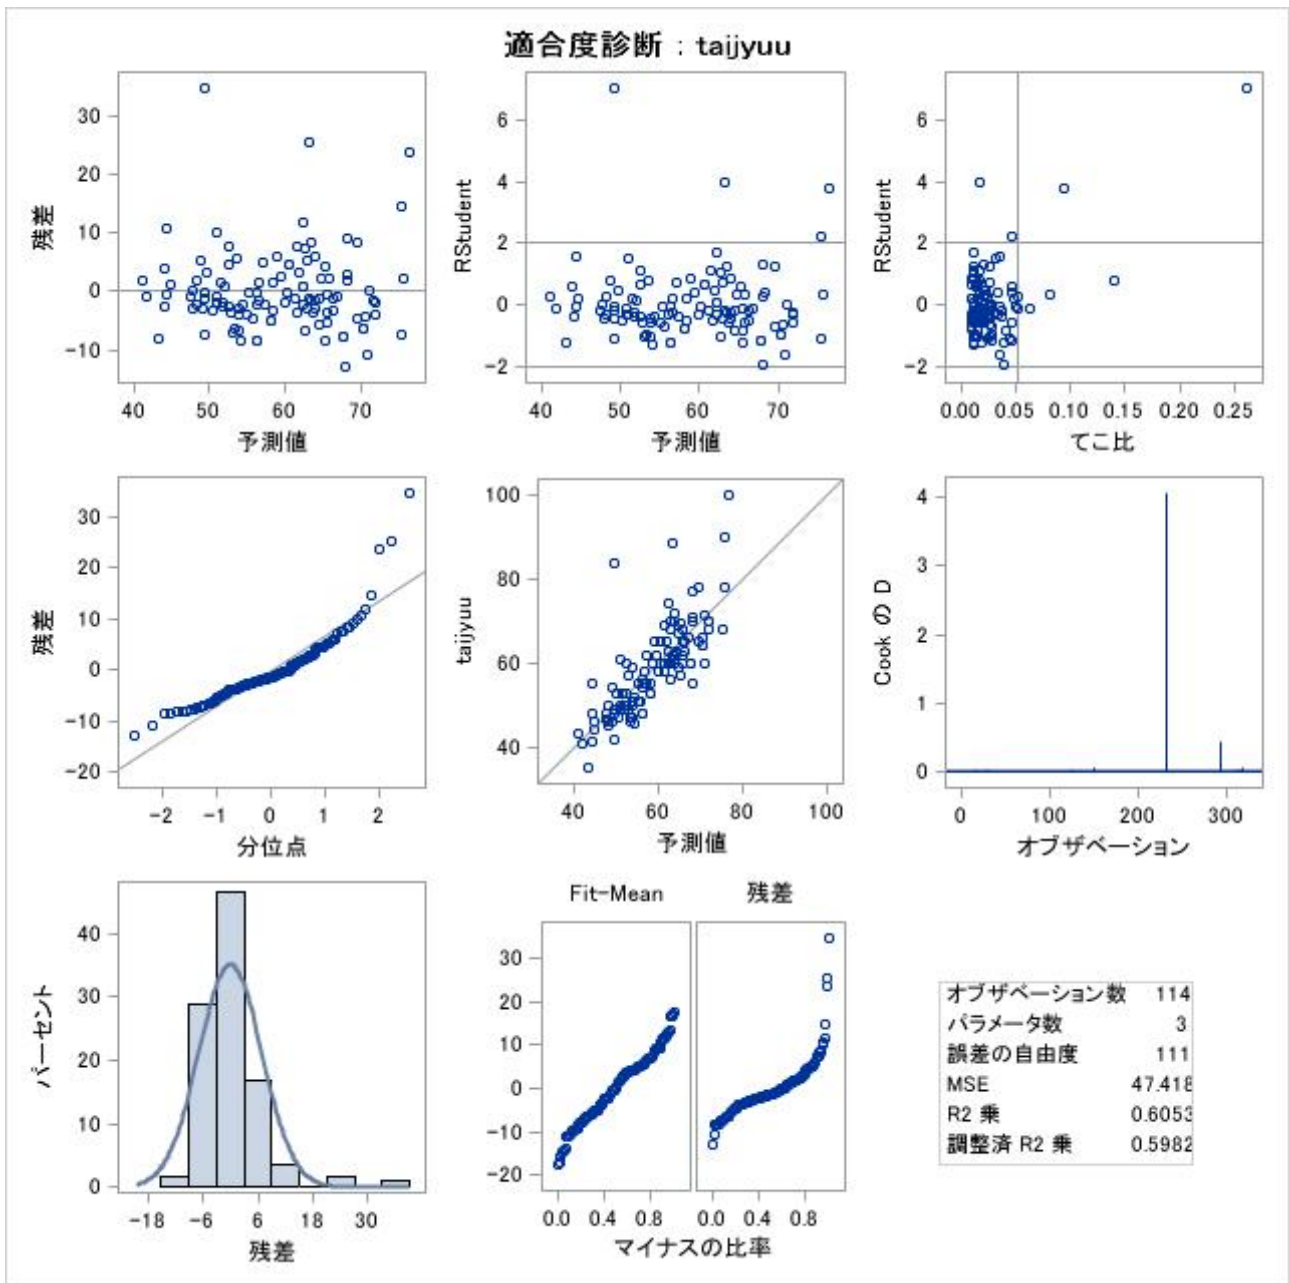 適合度診断 : taijyuu
残差
30
20
10
0
-10
40 50 60 70
予測値
RStudent
6
4
2
0
-2
40 50 60 70
予測値
RStudent
6
4
2
0
-2
0.00 0.05 0.10 0.15 0.20 0.25
てこ比
残差
30
20
10
0
-10
-20
-2 -1 0 1 2
分位点
taijyuu
100
80
60
40
40 60 80 100
予測値
Cook の D
4
3
2
1
0
0 100 200 300
オブザベーション
パーセント
40
30
20
10
0
-18 -6 6 18 30
残差
Fit-Mean 残差
30
20
10
0
-10
-20
0.0 0.4 0.8 0.0 0.4 0.8
マイナスの比率
オブザベーション数 114
パラメータ数 3
誤差の自由度 111
MSE 47.418
R2 乗 0.6053
調整済 R2 乗 0.5982